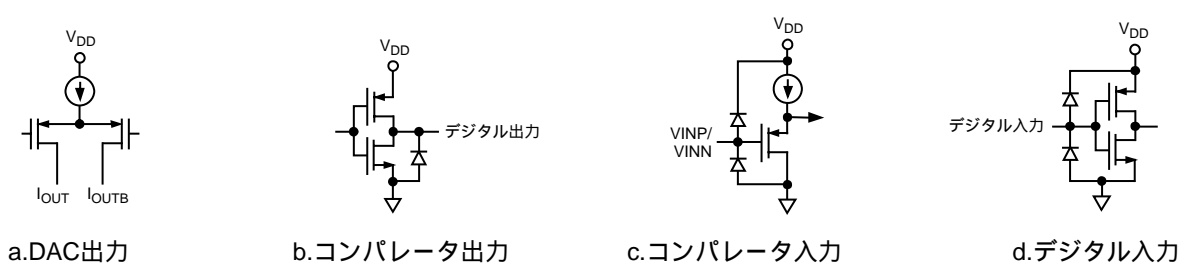 VDD
IOUT IOUTB
a.DAC出力
VDD
デジタル出力
b.コンパレータ出力
VDD
VINP/
VINN
c.コンパレータ入力
VDD
デジタル入力
d.デジタル入力